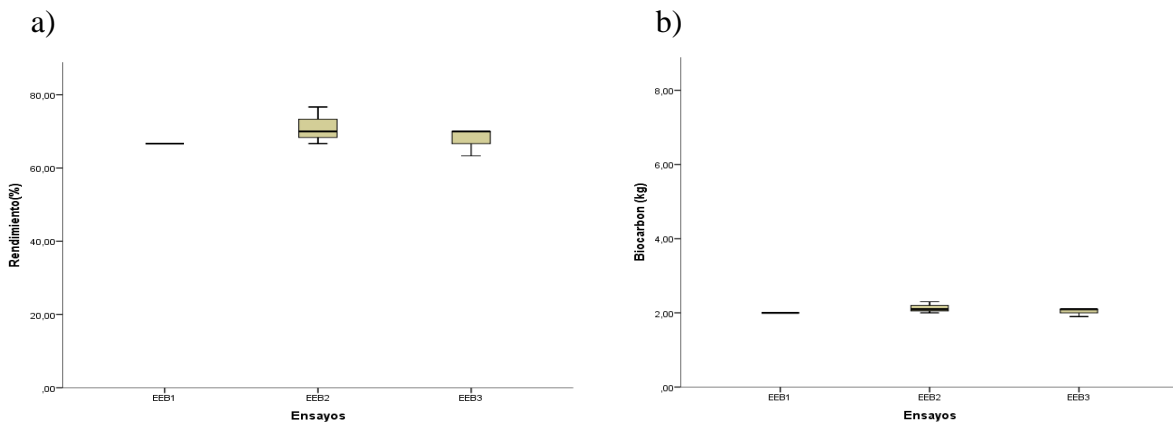 a)
80,00
60,00
40,00
20,00
,00
Rendimiento(%)
EEB1 EEB2 EEB3
Ensayos
b)
8,00
6,00
4,00
2,00
,00
Biocarbon (kg)
EEB1 EEB2 EEB3
Ensayos